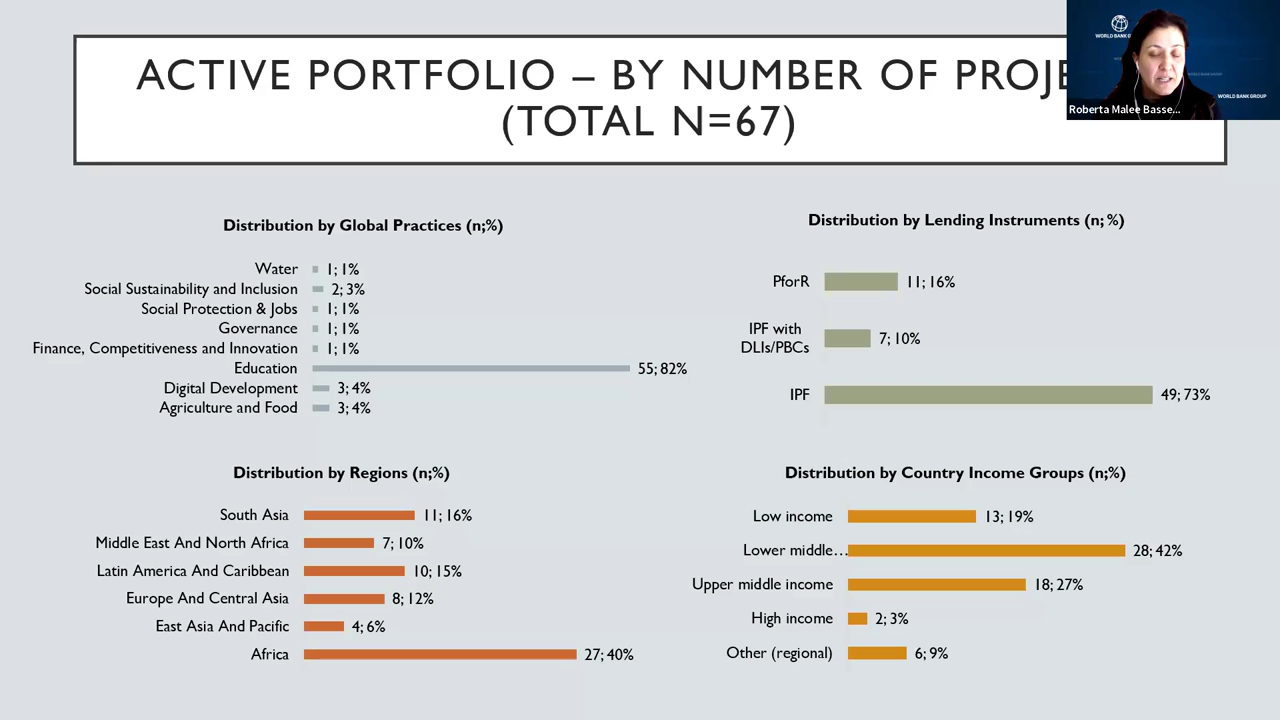 ACTIVE PORTFOLIO – BY NUMBER OF
(TOTAL N=67)
WORLD BANK
WORLD BANK GROUP
Roberta Malee Basse...
Distribution by Global Practices (n;%)
Water 1; 1%
Social Sustainability and Inclusion 2; 3%
Social Protection & Jobs 1; 1%
Governance 1; 1%
Finance, Competitiveness and Innovation 1; 1%
Education 55; 82%
Digital Development 3; 4%
Agriculture and Food 3; 4%
Distribution by Lending Instruments (n; %)
PforR 11; 16%
IPF with
DLIs/PBCs 7; 10%
IPF 49; 73%
Distribution by Regions (n;%)
South Asia 11; 16%
Middle East And North Africa 7; 10%
Latin America And Caribbean 10; 15%
Europe And Central Asia 8; 12%
East Asia And Pacific 4; 6%
Africa 27; 40%
Distribution by Country Income Groups (n;%)
Low income 13; 19%
Lower middle… 28; 42%
Upper middle income 18; 27%
High income 2; 3%
Other (regional) 6; 9%